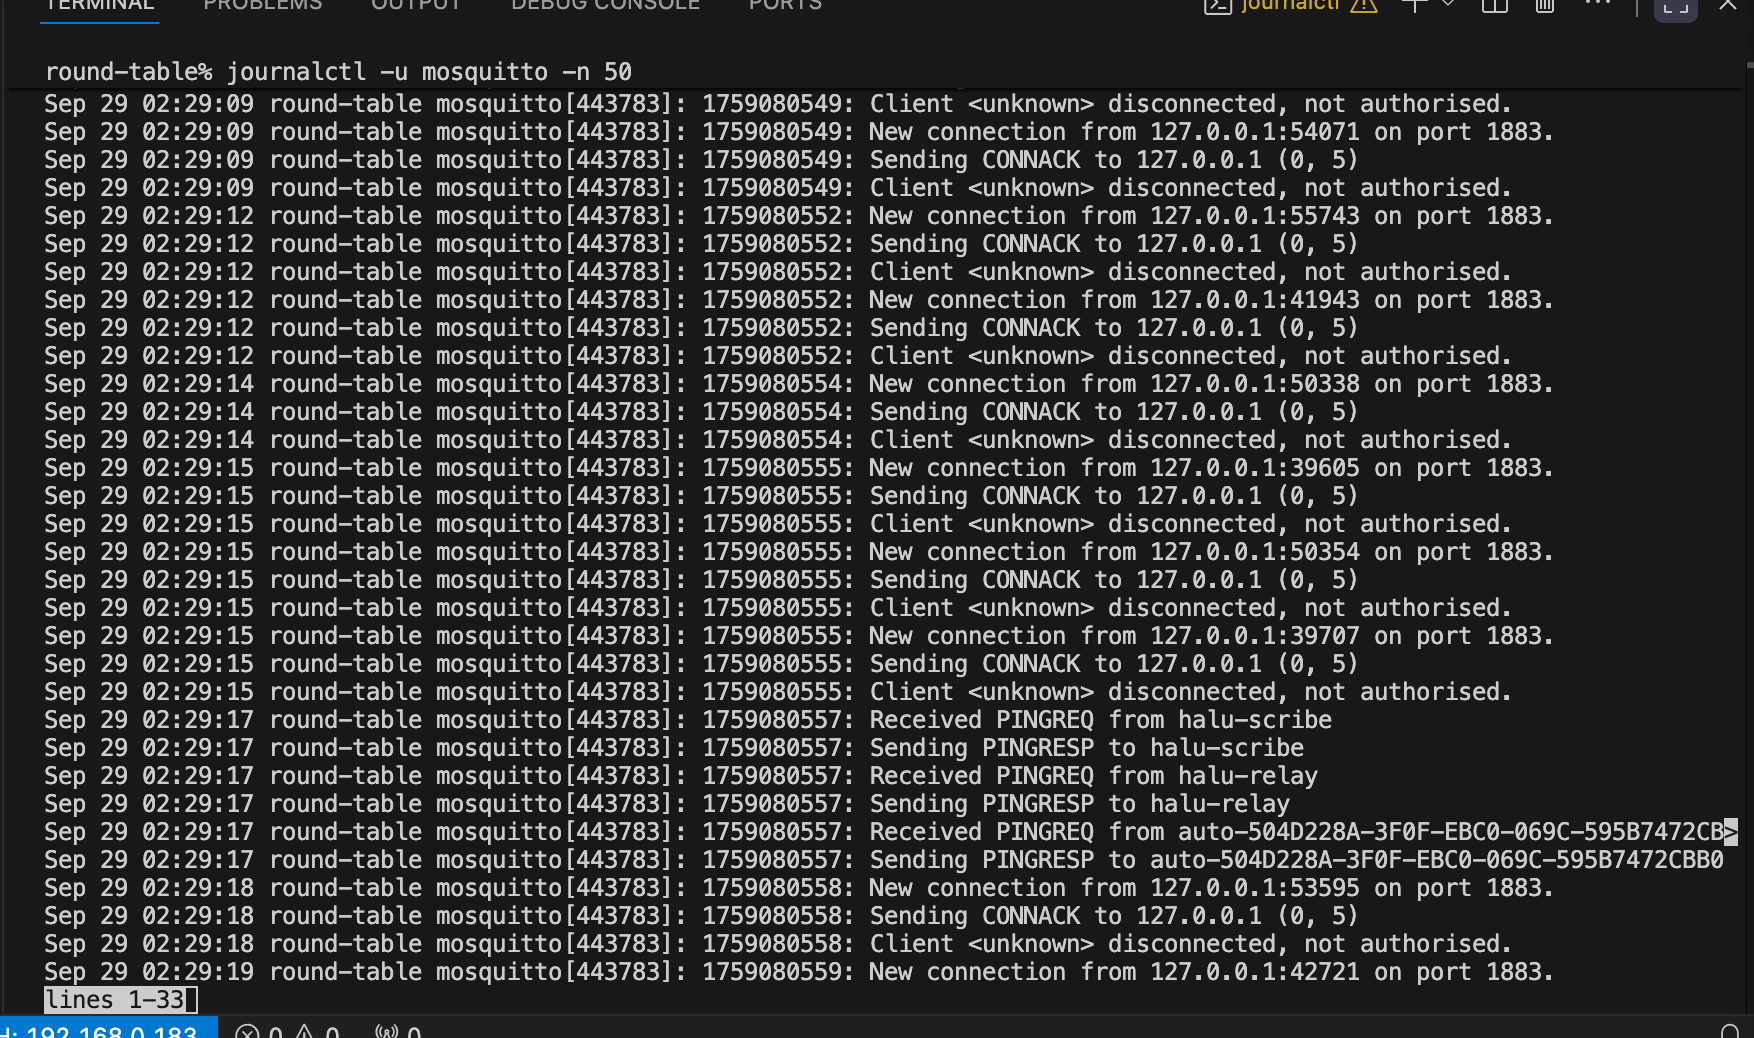 TERMINAL PROBLEMS OUTPUT DEBUG CONSOLE PORTS journalctl
round-table% journalctl -u mosquitto -n 50
Sep 29 02:29:09 round-table mosquitto[443783]: 1759080549: Client <unknown> disconnected, not authorised.
Sep 29 02:29:09 round-table mosquitto[443783]: 1759080549: New connection from 127.0.0.1:54071 on port 1883.
Sep 29 02:29:09 round-table mosquitto[443783]: 1759080549: Sending CONNACK to 127.0.0.1 (0, 5)
Sep 29 02:29:09 round-table mosquitto[443783]: 1759080549: Client <unknown> disconnected, not authorised.
Sep 29 02:29:12 round-table mosquitto[443783]: 1759080552: New connection from 127.0.0.1:55743 on port 1883.
Sep 29 02:29:12 round-table mosquitto[443783]: 1759080552: Sending CONNACK to 127.0.0.1 (0, 5)
Sep 29 02:29:12 round-table mosquitto[443783]: 1759080552: Client <unknown> disconnected, not authorised.
Sep 29 02:29:12 round-table mosquitto[443783]: 1759080552: New connection from 127.0.0.1:41943 on port 1883.
Sep 29 02:29:12 round-table mosquitto[443783]: 1759080552: Sending CONNACK to 127.0.0.1 (0, 5)
Sep 29 02:29:12 round-table mosquitto[443783]: 1759080552: Client <unknown> disconnected, not authorised.
Sep 29 02:29:14 round-table mosquitto[443783]: 1759080554: New connection from 127.0.0.1:50338 on port 1883.
Sep 29 02:29:14 round-table mosquitto[443783]: 1759080554: Sending CONNACK to 127.0.0.1 (0, 5)
Sep 29 02:29:14 round-table mosquitto[443783]: 1759080554: Client <unknown> disconnected, not authorised.
Sep 29 02:29:15 round-table mosquitto[443783]: 1759080555: New connection from 127.0.0.1:39605 on port 1883.
Sep 29 02:29:15 round-table mosquitto[443783]: 1759080555: Sending CONNACK to 127.0.0.1 (0, 5)
Sep 29 02:29:15 round-table mosquitto[443783]: 1759080555: Client <unknown> disconnected, not authorised.
Sep 29 02:29:15 round-table mosquitto[443783]: 1759080555: New connection from 127.0.0.1:50354 on port 1883.
Sep 29 02:29:15 round-table mosquitto[443783]: 1759080555: Sending CONNACK to 127.0.0.1 (0, 5)
Sep 29 02:29:15 round-table mosquitto[443783]: 1759080555: Client <unknown> disconnected, not authorised.
Sep 29 02:29:15 round-table mosquitto[443783]: 1759080555: New connection from 127.0.0.1:39707 on port 1883.
Sep 29 02:29:15 round-table mosquitto[443783]: 1759080555: Sending CONNACK to 127.0.0.1 (0, 5)
Sep 29 02:29:15 round-table mosquitto[443783]: 1759080555: Client <unknown> disconnected, not authorised.
Sep 29 02:29:17 round-table mosquitto[443783]: 1759080557: Received PINGREQ from halu-scribe
Sep 29 02:29:17 round-table mosquitto[443783]: 1759080557: Sending PINGRESP to halu-scribe
Sep 29 02:29:17 round-table mosquitto[443783]: 1759080557: Received PINGREQ from halu-relay
Sep 29 02:29:17 round-table mosquitto[443783]: 1759080557: Sending PINGRESP to halu-relay
Sep 29 02:29:17 round-table mosquitto[443783]: 1759080557: Received PINGREQ from auto-504D228A-3F0F-EBC0-069C-595B7472CB>
Sep 29 02:29:17 round-table mosquitto[443783]: 1759080557: Sending PINGRESP to auto-504D228A-3F0F-EBC0-069C-595B7472CBB0
Sep 29 02:29:18 round-table mosquitto[443783]: 1759080558: New connection from 127.0.0.1:53595 on port 1883.
Sep 29 02:29:18 round-table mosquitto[443783]: 1759080558: Sending CONNACK to 127.0.0.1 (0, 5)
Sep 29 02:29:18 round-table mosquitto[443783]: 1759080558: Client <unknown> disconnected, not authorised.
Sep 29 02:29:19 round-table mosquitto[443783]: 1759080559: New connection from 127.0.0.1:42721 on port 1883.
lines 1-33
H: 192.168.0.183 0 0 0